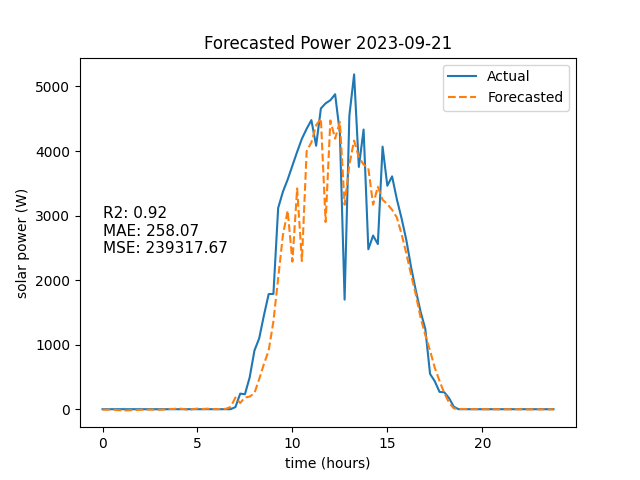 Forecasted Power 2023-09-21
Actual
Forecasted
R2: 0.92
MAE: 258.07
MSE: 239317.67
solar power (W)
5000
4000
3000
2000
1000
0
0 5 10 15 20
time (hours)